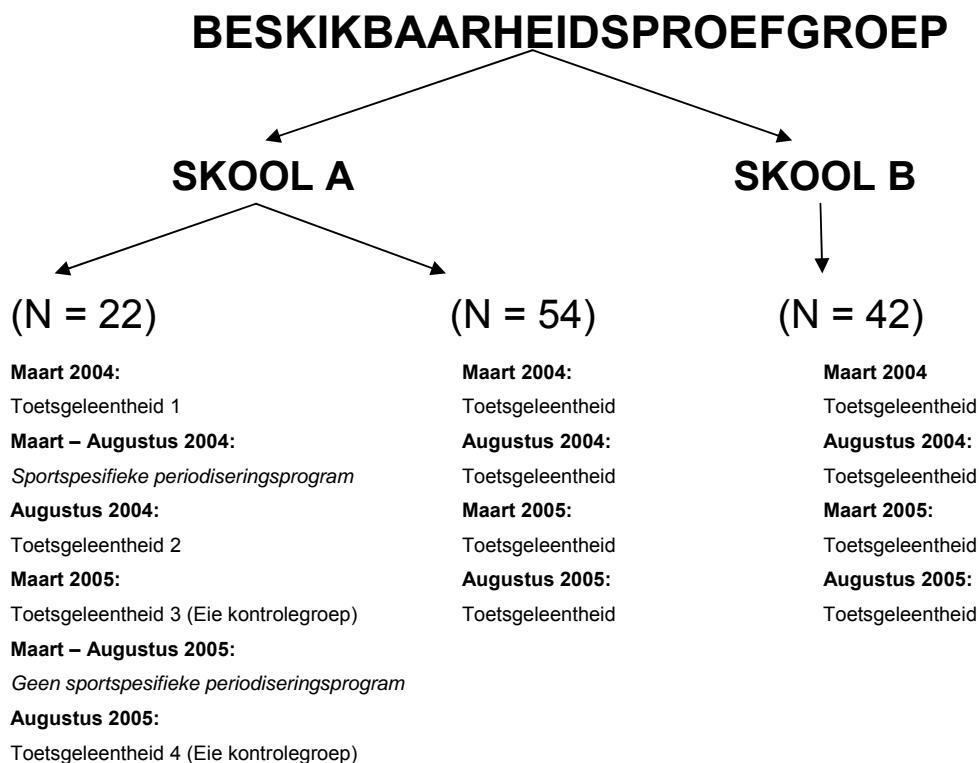 BESKIKBAARHEIDSPROEFGROEP
SKOOL A
SKOOL B
(N = 22)
(N = 54)
(N = 42)
Maart 2004:
Toetsgeleentheid 1
Maart – Augustus 2004:
Sportspesifieke periodiseringsprogram
Augustus 2004:
Toetsgeleentheid 2
Maart 2005:
Toetsgeleentheid 3 (Eie kontrolegroep)
Maart – Augustus 2005:
Geen sportspesifieke periodiseringsprogram
Augustus 2005:
Toetsgeleentheid 4 (Eie kontrolegroep)
Maart 2004:
Toetsgeleentheid
Augustus 2004:
Toetsgeleentheid
Maart 2005:
Toetsgeleentheid
Augustus 2005:
Toetsgeleentheid
Maart 2004
Toetsgeleentheid
Augustus 2004:
Toetsgeleentheid
Maart 2005:
Toetsgeleentheid
Augustus 2005:
Toetsgeleentheid